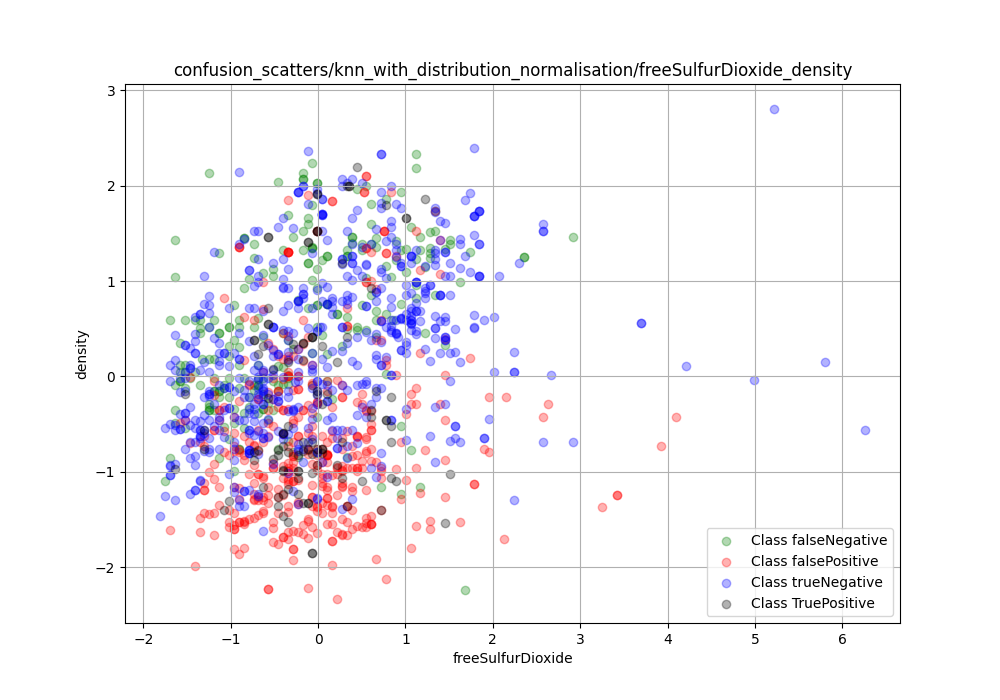 confusion_scatters/knn_with_distribution_normalisation/freeSulfurDioxide_density
3
2
1
0
−1
−2
density
−2
−1
0
1
2
3
4
5
6
freeSulfurDioxide
Class falseNegative
Class falsePositive
Class trueNegative
Class TruePositive